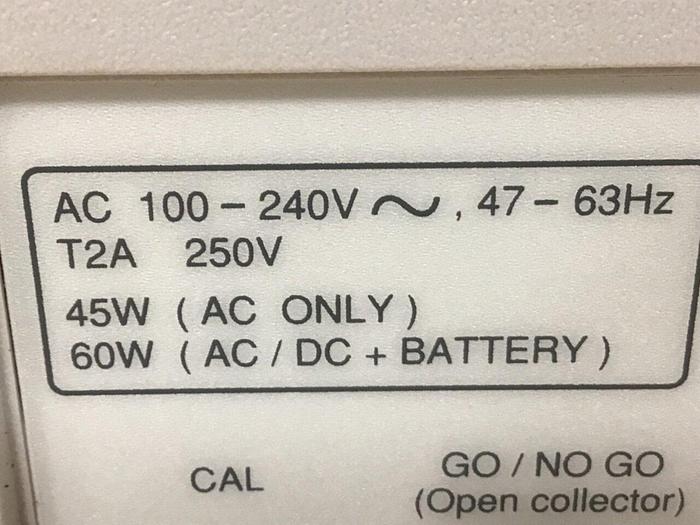 AC 100 – 240V ~ , 47 – 63Hz
T2A 250V
45W ( AC ONLY )
60W ( AC / DC + BATTERY )
CAL
GO / NO GO
(Open collector)